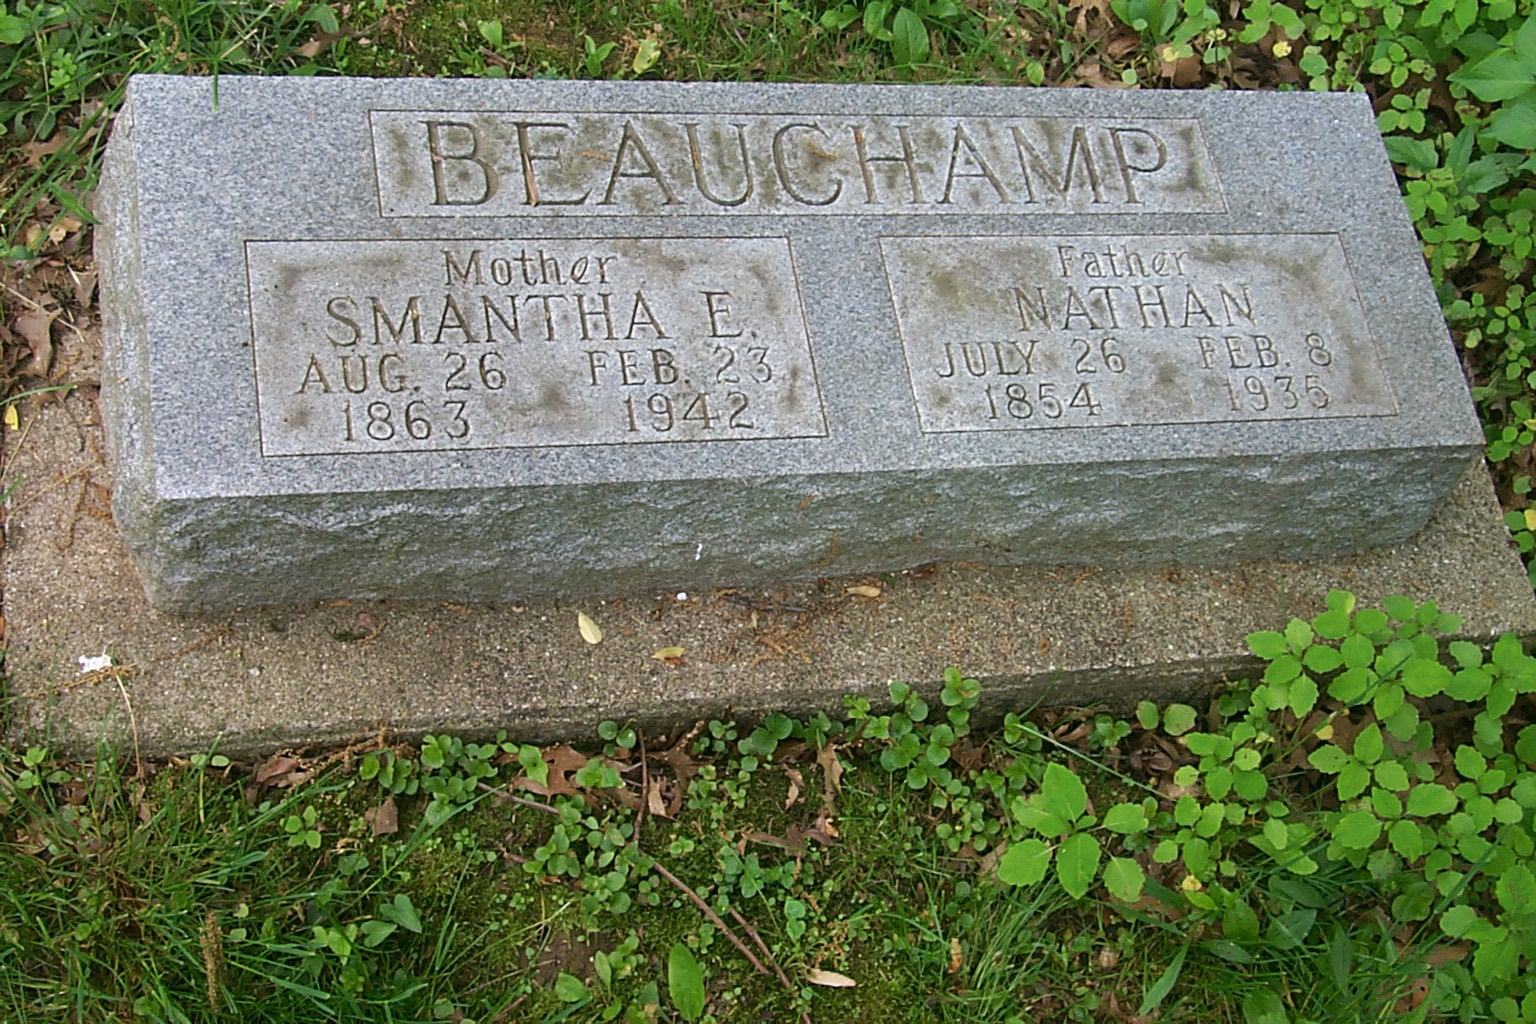 BEAUCHAMP
Mother
SMANTHA E.
AUG. 26 FEB. 23
1863 1942
Father
NATHAN
JULY 26 FEB. 8
1854 1935